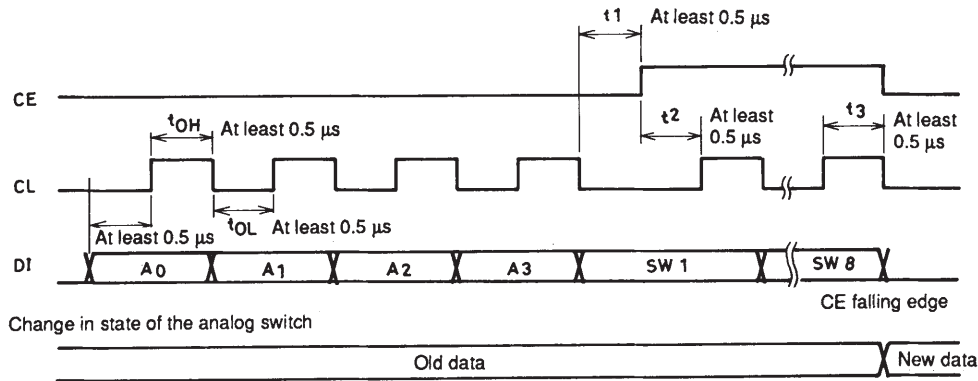 t1 At least 0.5 µs
CE
tOH At least 0.5 µs
t2 At least
0.5 µs
t3 At least
0.5 µs
CL
At least 0.5 µs
tOL At least 0.5 µs
DI A0 A1 A2 A3 SW 1 SW 8
CE falling edge
Change in state of the analog switch
Old data New data